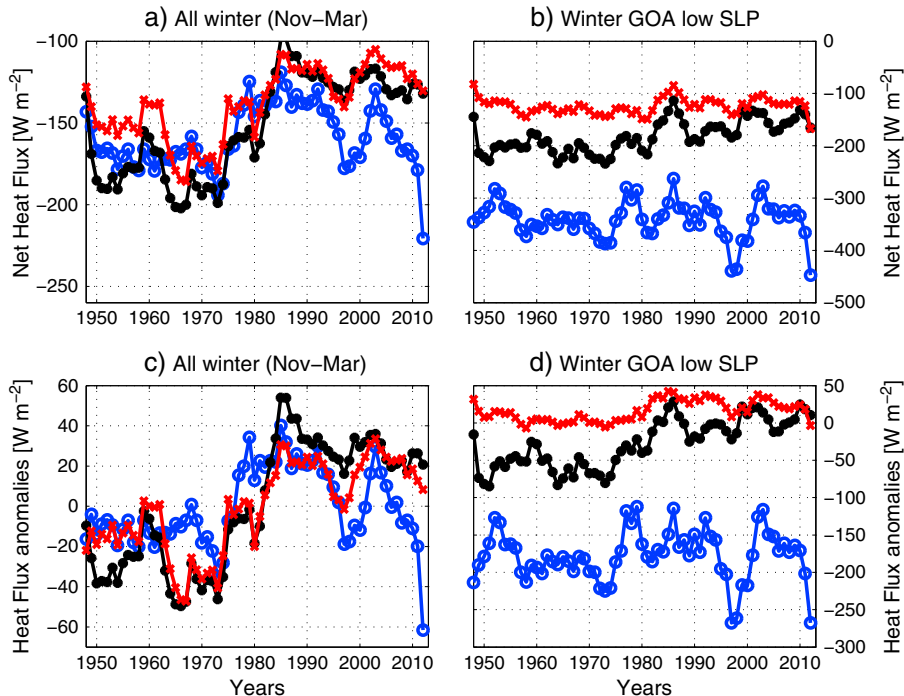 a) All winter (Nov−Mar)
b) Winter GOA low SLP
−100
−150
−200
−250
Net Heat Flux [W m−2]
1950 1960 1970 1980 1990 2000 2010
0
−100
−200
−300
−400
−500
Net Heat Flux [W m−2]
1950 1960 1970 1980 1990 2000 2010
c) All winter (Nov−Mar)
d) Winter GOA low SLP
60
40
20
0
−20
−40
−60
Heat Flux anomalies [W m−2]
1950 1960 1970 1980 1990 2000 2010
Years
50
0
−50
−100
−150
−200
−250
−300
Heat Flux anomalies [W m−2]
1950 1960 1970 1980 1990 2000 2010
Years